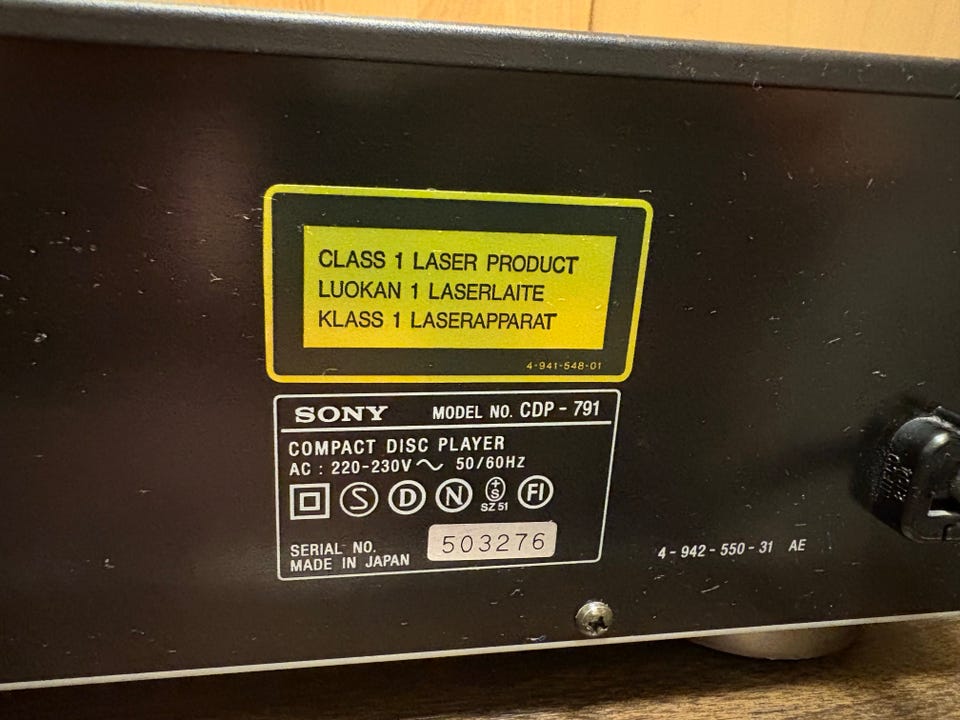 CLASS 1 LASER PRODUCT
LUOKAN 1 LASERLAITE
KLASS 1 LASERAPPARAT
4-941-548-01
SONY MODEL NO. CDP-791
COMPACT DISC PLAYER
AC : 220-230V ~ 50/60HZ
S D N +S FI
SZ 51
SERIAL NO. 503276
MADE IN JAPAN
4-942-550-31 AE